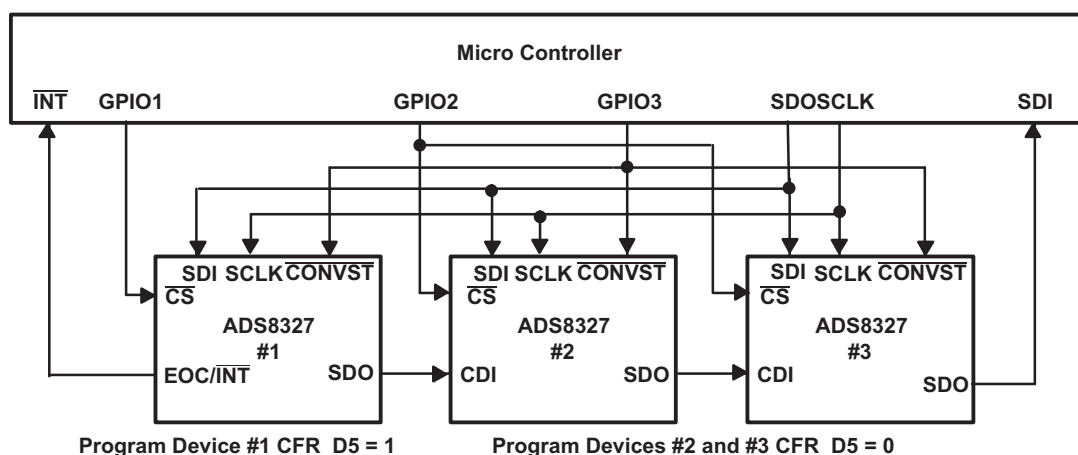 Micro Controller
INT GPIO1 GPIO2 GPIO3 SDOSCLK SDI
SDI SCLK CONVST
CS
ADS8327
#1
EOC/INT SDO
SDI SCLK CONVST
CS
ADS8327
#2
CDI SDO
SDI SCLK CONVST
CS
ADS8327
#3
CDI SDO
Program Device #1 CFR D5 = 1
Program Devices #2 and #3 CFR D5 = 0